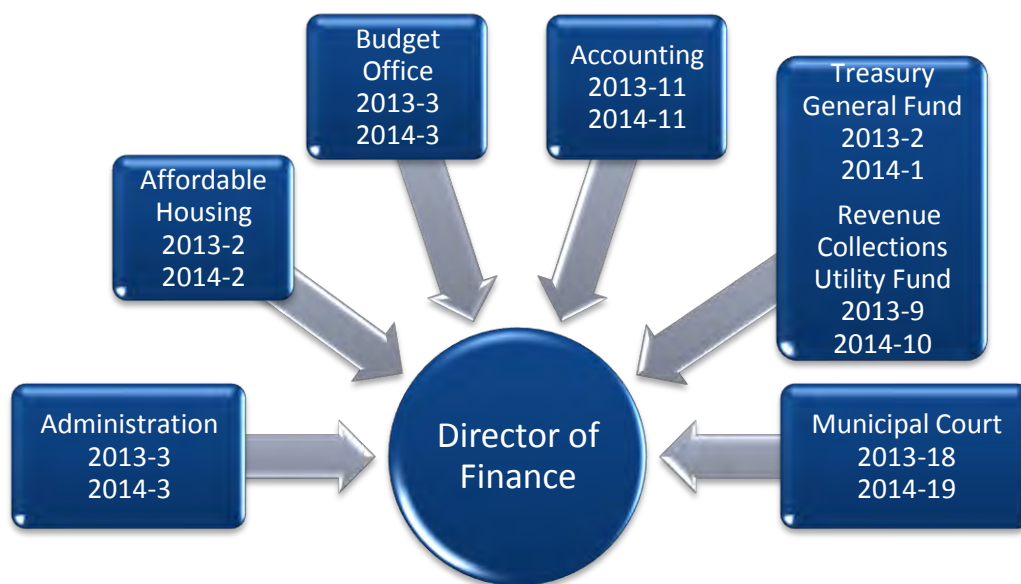 Budget
Office
2013-3
2014-3
Accounting
2013-11
2014-11
Treasury
General Fund
2013-2
2014-1
Revenue
Collections
Utility Fund
2013-9
2014-10
Affordable
Housing
2013-2
2014-2
Administration
2013-3
2014-3
Director of
Finance
Municipal Court
2013-18
2014-19